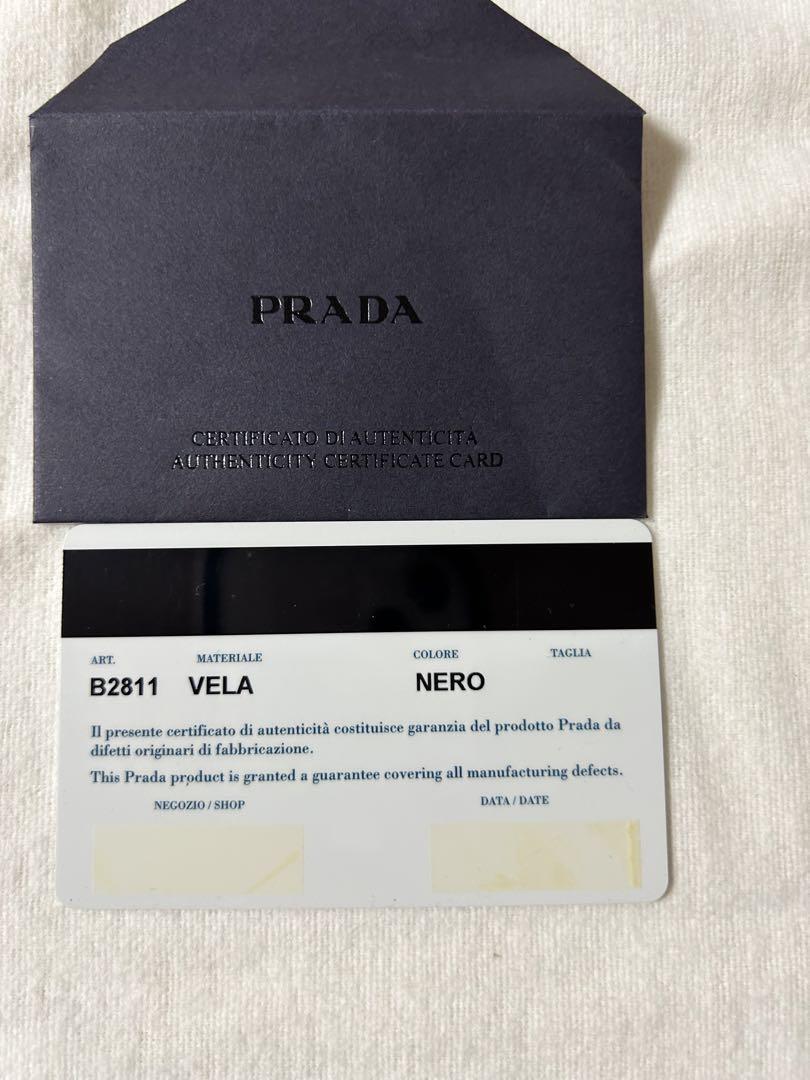 PRADA
CERTIFICATO DI AUTENTICITÀ
AUTHENTICITY CERTIFICATE CARD
ART. MATERIALE COLORE TAGLIA
B2811 VELA NERO
Il presente certificato di autenticità costituisce garanzia del prodotto Prada da
difetti originari di fabbricazione.
This Prada product is granted a guarantee covering all manufacturing defects.
NEGOZIO / SHOP DATA / DATE